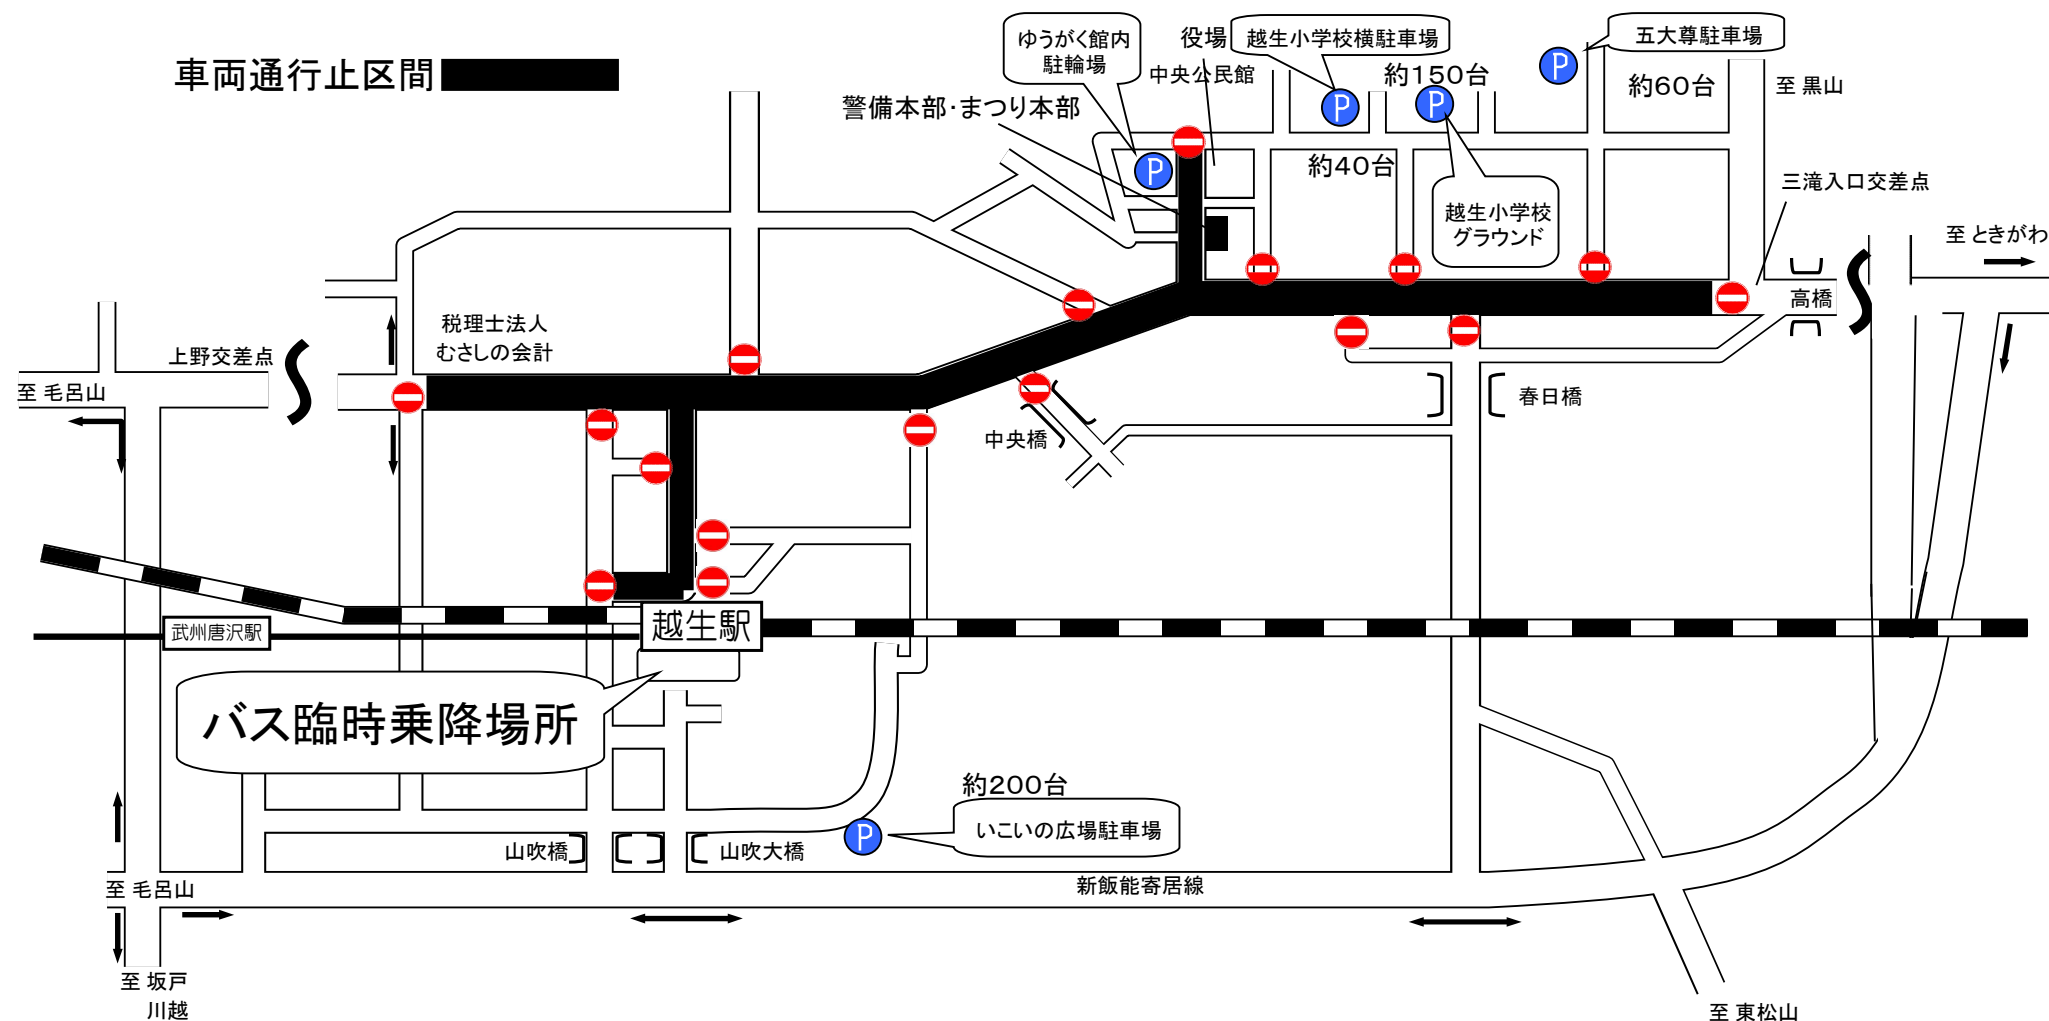 車両通行止区間
ゆうがく館内
駐輪場
役場
越生小学校横駐車場
五大尊駐車場
中央公民館
約150台
約60台
至 黒山
警備本部・まつり本部
P
P
P
P
約40台
三滝入口交差点
越生小学校
グラウンド
至 ときがわ
高橋
税理士法人
むさしの会計
上野交差点
至 毛呂山
春日橋
中央橋
武州唐沢駅
越生駅
バス臨時乗降場所
約200台
P
いこいの広場駐車場
山吹橋
山吹大橋
至 毛呂山
新飯能寄居線
至 坂戸
川越
至 東松山